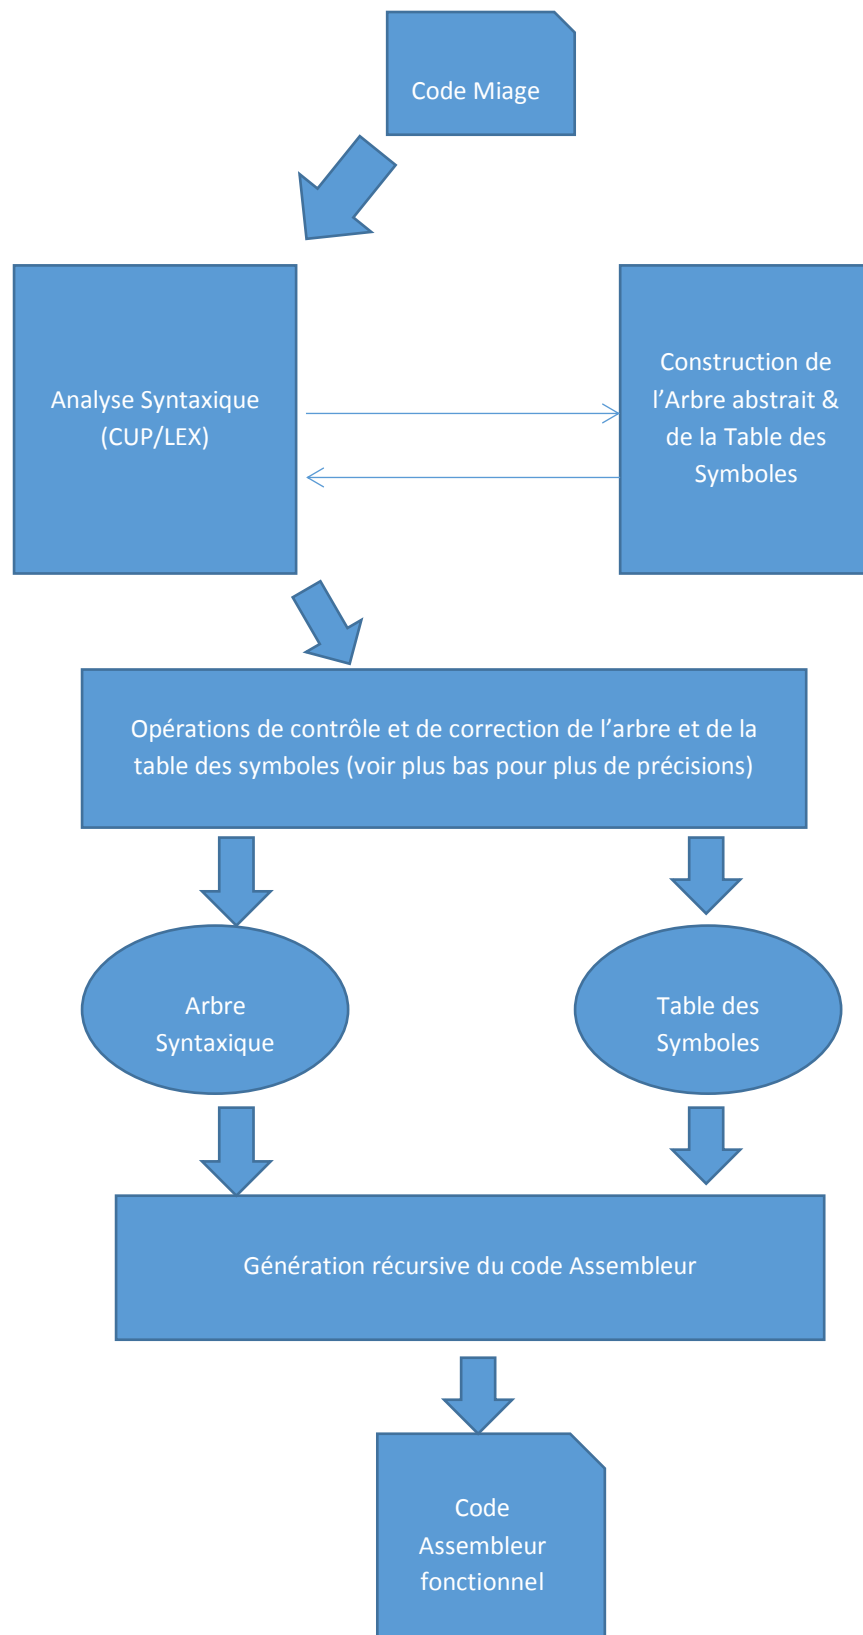 Code Miage
Analyse Syntaxique
(CUP/LEX)
Construction de
l’Arbre abstrait &
de la Table des
Symboles
Opérations de contrôle et de correction de l’arbre et de la
table des symboles (voir plus bas pour plus de précisions)
Arbre
Syntaxique
Table des
Symboles
Génération récursive du code Assembleur
Code
Assembleur
fonctionnel